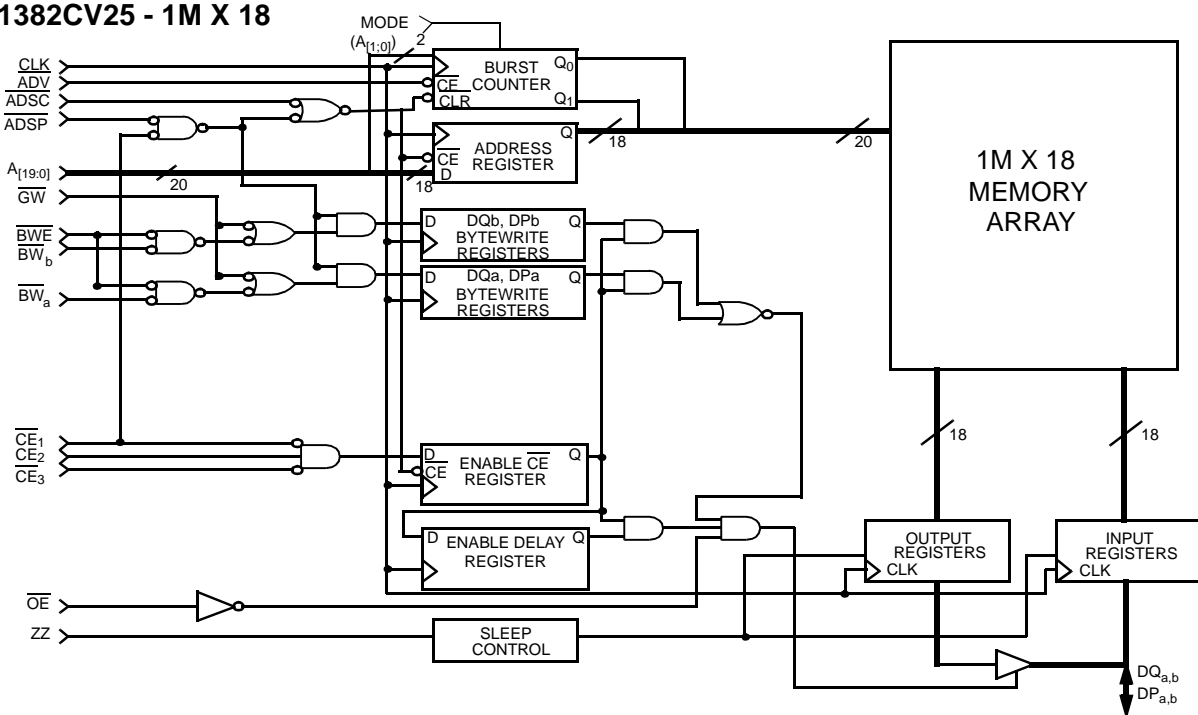 1382CV25 - 1M X 18
MODE
(A[1;0])
2
CLK
ADV
ADSC
ADSP
A[19:0]
20
GW
BWE
BWb
BWa
CE1
CE2
CE3
OE
ZZ
BURST
COUNTER
CE
CLR
Q0
Q1
ADDRESS
REGISTER
CE
D
Q
18
18
20
D
DQb, DPb
BYTEWRITE
REGISTERS
Q
D
DQa, DPa
BYTEWRITE
REGISTERS
Q
D
ENABLE CE
REGISTER
CE
Q
D
ENABLE DELAY
REGISTER
Q
SLEEP
CONTROL
1M X 18
MEMORY
ARRAY
18
18
OUTPUT
REGISTERS
CLK
INPUT
REGISTERS
CLK
DQa,b
DPa,b